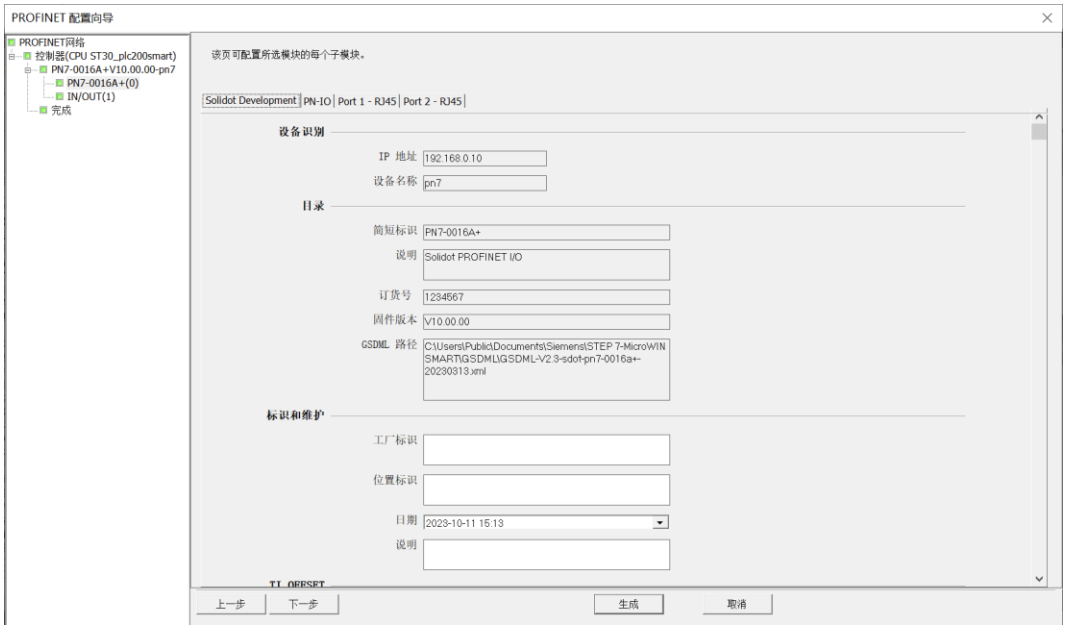 PROFINET 配置向导
PROFINET网络
控制器(CPU ST30_plc200smart)
PN7-0016A+V10.00.00-pn7
PN7-0016A+(0)
IN/OUT(1)
完成
该页可配置所选模块的每个子模块。
Solidot Development PN-IO Port 1 - RJ45 Port 2 - RJ45
设备识别
IP 地址 192.168.0.10
设备名称 pn7
目录
简短标识 PN7-0016A+
说明 Solidot PROFINET I/O
订货号 1234567
固件版本 V10.00.00
GSDML 路径 C:\Users\Public\Documents\Siemens\STEP 7-MicroWIN
SMART\GSDML\GSDML-V2.3-sdot-pn7-0016a+-
20230313.xml
标识和维护
工厂标识
位置标识
日期 2023-10-11 15:13
说明
TI OFFSET
上一步 下一步 生成 取消